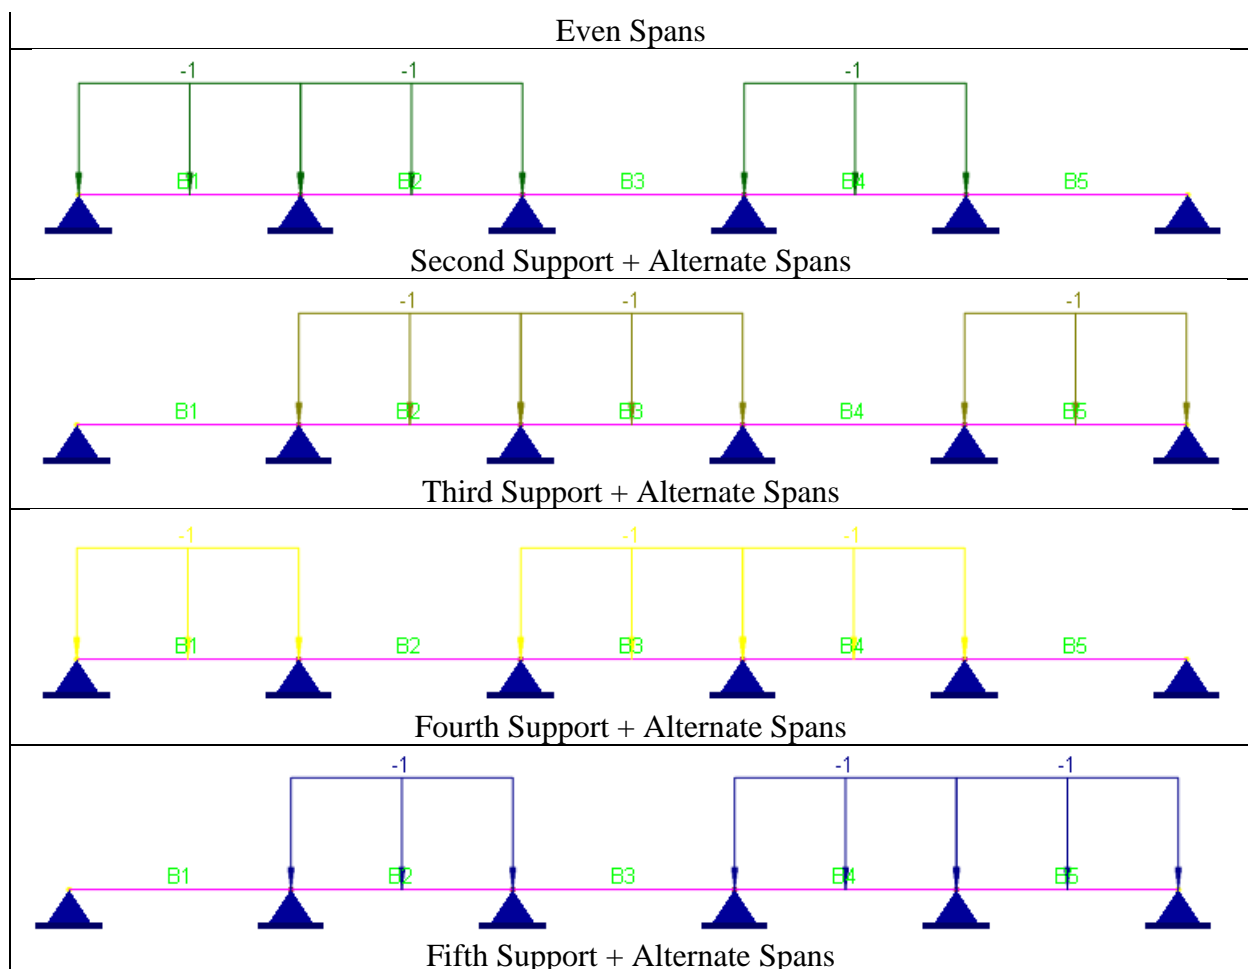 Even Spans
-1 -1 -1
B1 B2 B3 B4 B5
Second Support + Alternate Spans
-1 -1 -1
B1 B2 B3 B4 B5
Third Support + Alternate Spans
-1 -1 -1
B1 B2 B3 B4 B5
Fourth Support + Alternate Spans
-1 -1 -1
B1 B2 B3 B4 B5
Fifth Support + Alternate Spans